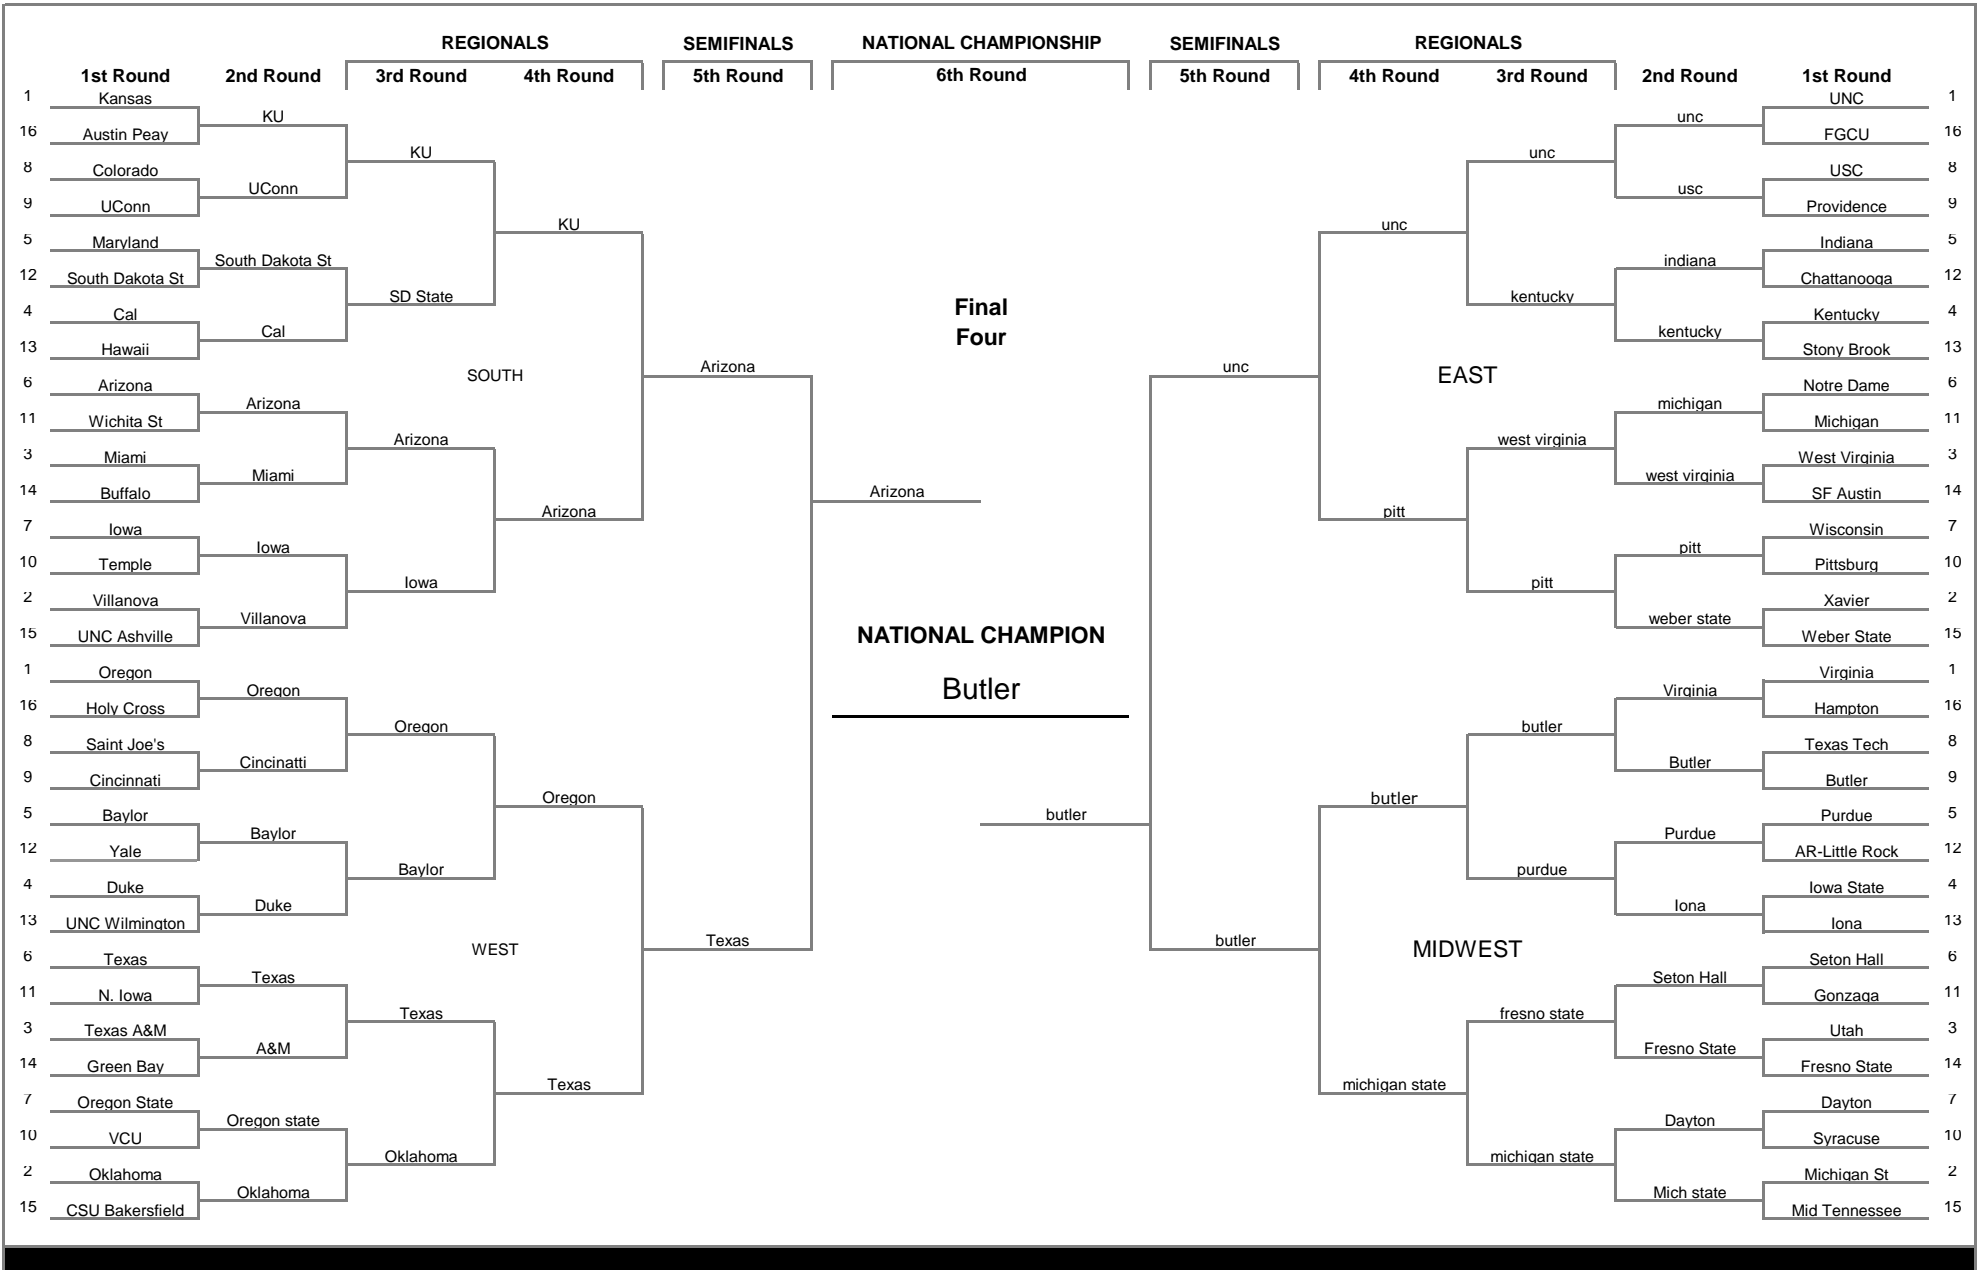 REGIONALS SEMIFINALS NATIONAL CHAMPIONSHIP SEMIFINALS REGIONALS
1st Round 2nd Round 3rd Round 4th Round 5th Round 6th Round 5th Round 4th Round 3rd Round 2nd Round 1st Round
1 Kansas UNC 1
KU unc
16 Austin Peay FGCU 16
KU unc
8 Colorado USC 8
UConn usc
9 UConn Providence 9
KU unc
5 Maryland Indiana 5
South Dakota St indiana
12 South Dakota St Chattanooga 12
SD State kentucky
4 Cal Final Kentucky 4
Cal Four kentucky
13 Hawaii Stony Brook 13
Arizona unc
SOUTH EAST
6 Arizona Notre Dame 6
Arizona michigan
11 Wichita St Michigan 11
Arizona west virginia
3 Miami West Virginia 3
Miami west virginia
14 Buffalo Arizona SF Austin 14
Arizona pitt
7 Iowa Wisconsin 7
Iowa pitt
10 Temple Pittsburg 10
Iowa pitt
2 Villanova Xavier 2
Villanova weber state
15 UNC Ashville NATIONAL CHAMPION Weber State 15
1 Oregon Virginia 1
Oregon Butler Virginia
16 Holy Cross Hampton 16
Oregon butler
8 Saint Joe's Texas Tech 8
Cincinatti Butler
9 Cincinnati Butler 9
Oregon butler
5 Baylor butler Purdue 5
Baylor Purdue
12 Yale AR-Little Rock 12
Baylor purdue
4 Duke Iowa State 4
Duke Iona
13 UNC Wilmington Iona 13
Texas butler
WEST MIDWEST
6 Texas Seton Hall 6
Texas Seton Hall
11 N. Iowa Gonzaga 11
Texas fresno state
3 Texas A&M Utah 3
A&M Fresno State
14 Green Bay Fresno State 14
Texas michigan state
7 Oregon State Dayton 7
Oregon state Dayton
10 VCU Syracuse 10
Oklahoma michigan state
2 Oklahoma Michigan St 2
Oklahoma Mich state
15 CSU Bakersfield Mid Tennessee 15